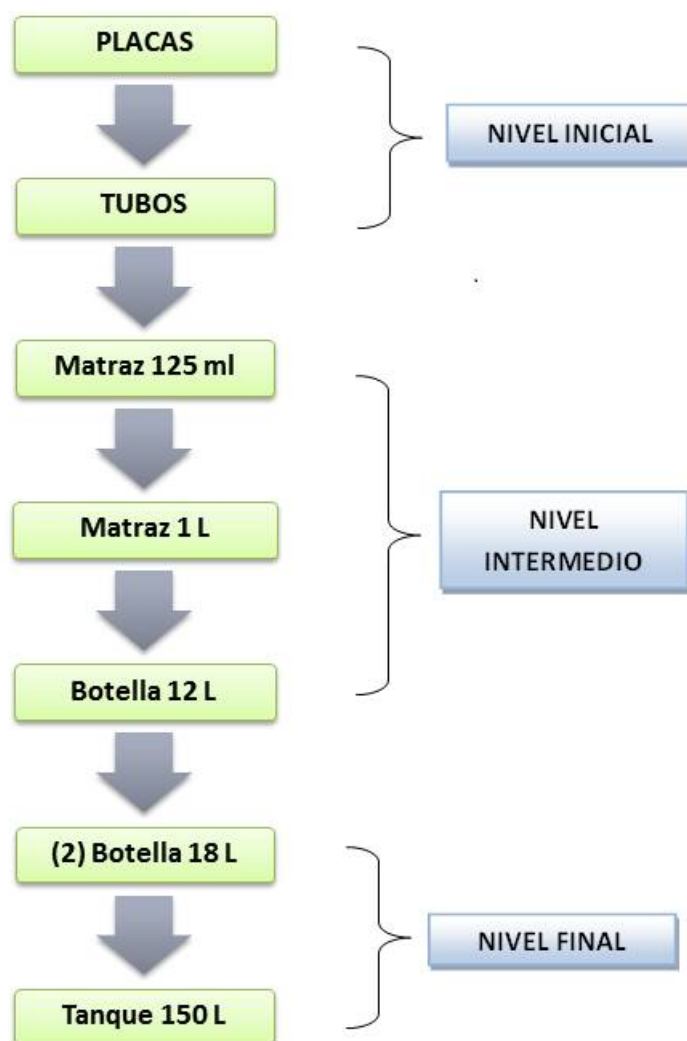 PLACAS
NIVEL INICIAL
TUBOS
Matraz 125 ml
Matraz 1 L
NIVEL
INTERMEDIO
Botella 12 L
(2) Botella 18 L
NIVEL FINAL
Tanque 150 L